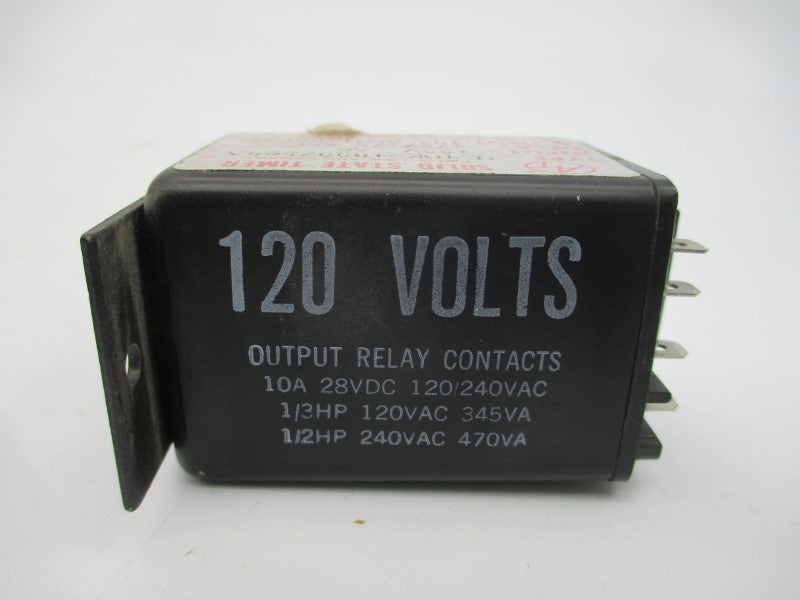 SOLID STATE TIMER
120 VOLTS
OUTPUT RELAY CONTACTS
10A 28VDC 120/240VAC
1/3HP 120VAC 345VA
1/2HP 240VAC 470VA